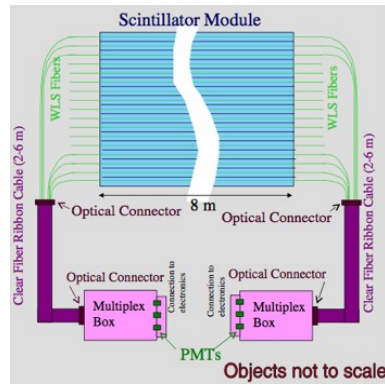 Scintillator Module
WLS Fibers
WLS Fibers
Clear Fiber Ribbon Cable (2-6 m)
Clear Fiber Ribbon Cable (2-6 m)
8 m
Optical Connector
Optical Connector
Optical Connector
Optical Connector
Connection to
electronics
Connection to
electronics
Multiplex
Box
Multiplex
Box
PMTs
Objects not to scale